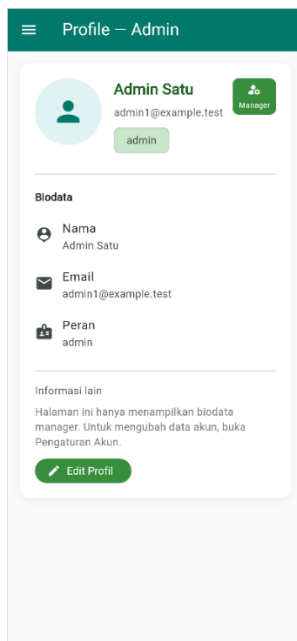 Profile — Admin
Admin Satu
admin1@example.test
Manager
admin
Biodata
Nama
Admin Satu
Email
admin1@example.test
Peran
admin
Informasi lain
Halaman ini hanya menampilkan biodata
manager. Untuk mengubah data akun, buka
Pengaturan Akun.
Edit Profil